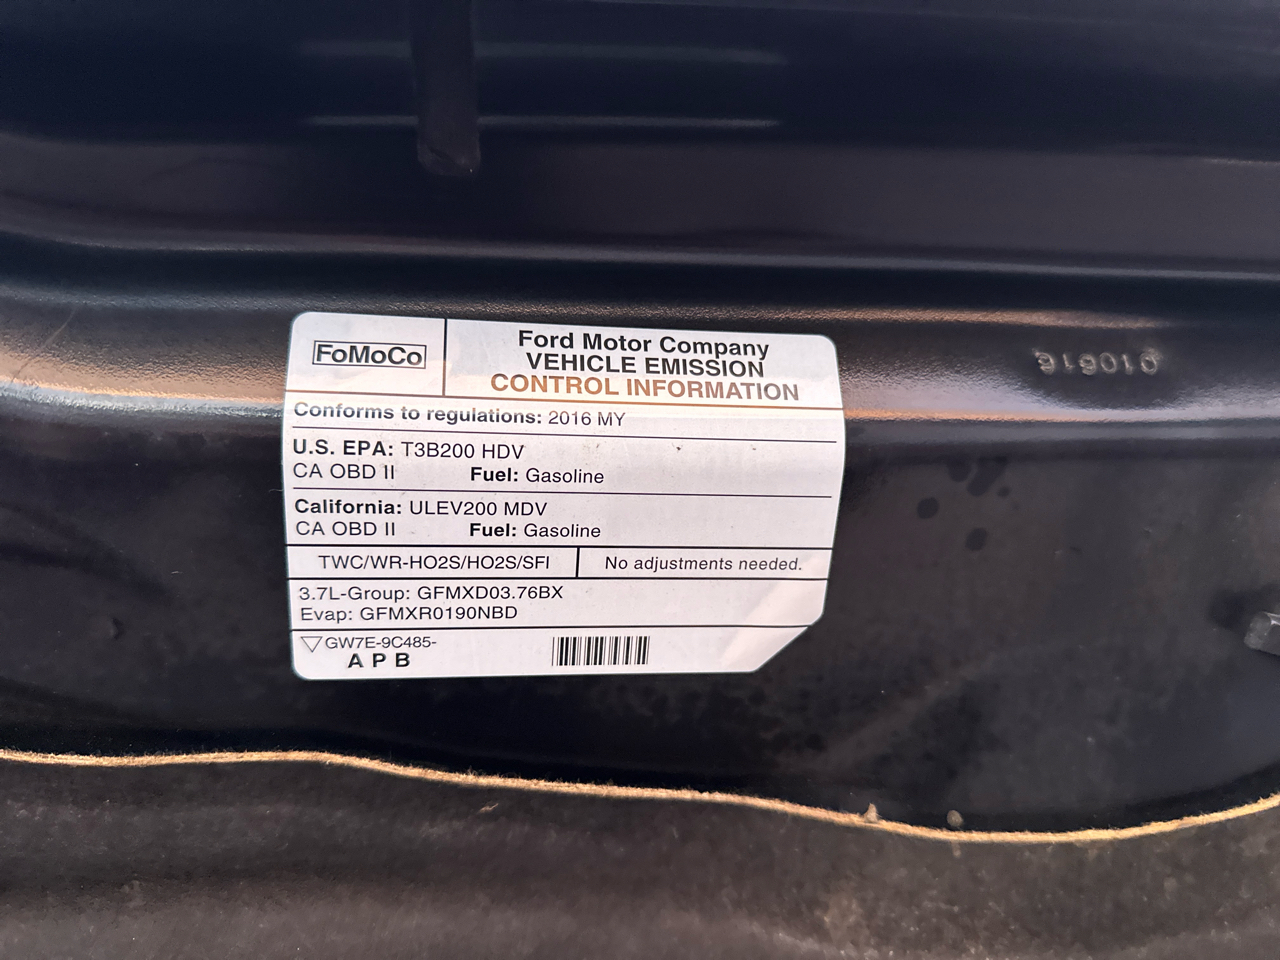 FoMoCo
Ford Motor Company
VEHICLE EMISSION
CONTROL INFORMATION
Conforms to regulations: 2016 MY
U.S. EPA: T3B200 HDV
CA OBD II Fuel: Gasoline
California: ULEV200 MDV
CA OBD II Fuel: Gasoline
TWC/WR-HO2S/HO2S/SFI No adjustments needed.
3.7L-Group: GFMXD03.76BX
Evap: GFMXR0190NBD
GW7E-9C485-
A P B